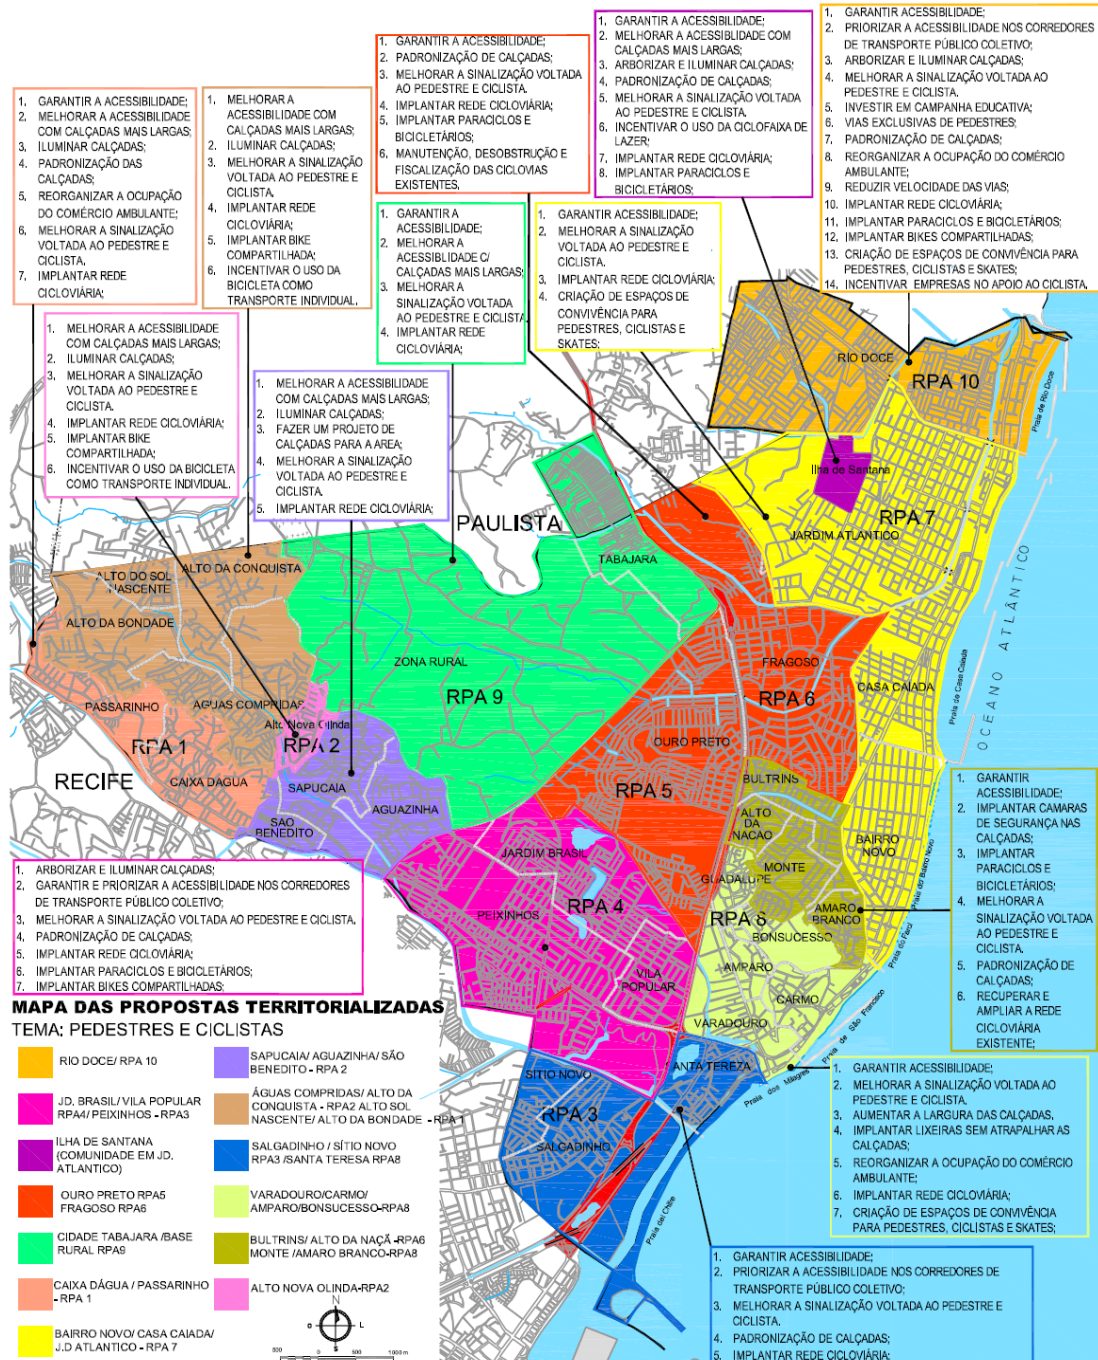 1. GARANTIR A ACESSIBILIDADE;
2. MELHORAR A ACESSIBILIDADE
COM CALÇADAS MAIS LARGAS;
3. ILUMINAR CALÇADAS;
4. PADRONIZAÇÃO DAS
CALÇADAS;
5. REORGANIZAR A OCUPAÇÃO
DO COMÉRCIO AMBULANTE;
6. MELHORAR A SINALIZAÇÃO
VOLTADA AO PEDESTRE E
CICLISTA.
7. IMPLANTAR REDE
CICLOVIÁRIA;
1. MELHORAR A
ACESSIBILIDADE COM
CALÇADAS MAIS LARGAS;
2. ILUMINAR CALÇADAS;
3. MELHORAR A SINALIZAÇÃO
VOLTADA AO PEDESTRE E
CICLISTA.
4. IMPLANTAR REDE
CICLOVIÁRIA;
5. IMPLANTAR BIKE
COMPARTILHADA;
6. INCENTIVAR O USO DA
BICICLETA COMO
TRANSPORTE INDIVIDUAL.
1. GARANTIR A ACESSIBILIDADE;
2. PADRONIZAÇÃO DE CALÇADAS;
3. MELHORAR A SINALIZAÇÃO VOLTADA
AO PEDESTRE E CICLISTA.
4. IMPLANTAR REDE CICLOVIÁRIA;
5. IMPLANTAR PARACICLOS E
BICICLETÁRIOS;
6. MANUTENÇÃO, DESOBSTRUÇÃO E
FISCALIZAÇÃO DAS CICLOVIAS
EXISTENTES.
1. GARANTIR A ACESSIBILIDADE;
2. MELHORAR A ACESSIBLIDADE COM
CALÇADAS MAIS LARGAS;
3. ARBORIZAR E ILUMINAR CALÇADAS;
4. PADRONIZAÇÃO DE CALÇADAS;
5. MELHORAR A SINALIZAÇÃO VOLTADA
AO PEDESTRE E CICLISTA.
6. INCENTIVAR O USO DA CICLOFAIXA DE
LAZER;
7. IMPLANTAR REDE CICLOVIÁRIA;
8. IMPLANTAR PARACICLOS E
BICICLETÁRIOS;
1. GARANTIR ACESSIBILIDADE;
2. PRIORIZAR A ACESSIBILIDADE NOS CORREDORES
DE TRANSPORTE PÚBLICO COLETIVO;
3. ARBORIZAR E ILUMINAR CALÇADAS;
4. MELHORAR A SINALIZAÇÃO VOLTADA AO
PEDESTRE E CICLISTA.
5. INVESTIR EM CAMPANHA EDUCATIVA;
6. VIAS EXCLUSIVAS DE PEDESTRES;
7. PADRONIZAÇÃO DE CALÇADAS;
8. REORGANIZAR A OCUPAÇÃO DO COMÉRCIO
AMBULANTE;
9. REDUZIR VELOCIDADE DAS VIAS;
10. IMPLANTAR REDE CICLOVIÁRIA;
11. IMPLANTAR PARACICLOS E BICICLETÁRIOS;
12. IMPLANTAR BIKES COMPARTILHADAS;
13. CRIAÇÃO DE ESPAÇOS DE CONVIVÊNCIA PARA
PEDESTRES, CICLISTAS E SKATES;
14. INCENTIVAR EMPRESAS NO APOIO AO CICLISTA.
1. GARANTIR A
ACESSIBILIDADE;
2. MELHORAR A
ACESSIBLIDADE C/
CALÇADAS MAIS LARGAS;
3. MELHORAR A
SINALIZAÇÃO VOLTADA
AO PEDESTRE E CICLISTA
4. IMPLANTAR REDE
CICLOVIÁRIA;
1. GARANTIR ACESSIBILIDADE;
2. MELHORAR A SINALIZAÇÃO
VOLTADA AO PEDESTRE E
CICLISTA.
3. IMPLANTAR REDE CICLOVIÁRIA;
4. CRIAÇÃO DE ESPAÇOS DE
CONVIVÊNCIA PARA
PEDESTRES, CICLISTAS E
SKATES;
1. MELHORAR A ACESSIBILIDADE
COM CALÇADAS MAIS LARGAS;
2. ILUMINAR CALÇADAS;
3. MELHORAR A SINALIZAÇÃO
VOLTADA AO PEDESTRE E
CICLISTA.
4. IMPLANTAR REDE CICLOVIÁRIA;
5. IMPLANTAR BIKE
COMPARTILHADA;
6. INCENTIVAR O USO DA BICICLETA
COMO TRANSPORTE INDIVIDUAL.
1. MELHORAR A ACESSIBILIDADE
COM CALÇADAS MAIS LARGAS;
2. ILUMINAR CALÇADAS;
3. FAZER UM PROJETO DE
CALÇADAS PARA A AREA;
4. MELHORAR A SINALIZAÇÃO
VOLTADA AO PEDESTRE E
CICLISTA.
5. IMPLANTAR REDE CICLOVIÁRIA;
RIO DOCE
RPA 10
Praia de Rio Doce
Ilha de Santana
RPA 7
JARDIM ATLANTICO
PAULISTA
TABAJARA
ALTO DO SOL
NASCENTE
ALTO DA CONQUISTA
ALTO DA BONDADE
ZONA RURAL
RPA 9
FRAGOSO
RPA 6
CASA CAIADA
Praia de Casa Caiada
OCEANO ATLÂNTICO
PASSARINHO
AGUAS COMPRIDAS
Alto Nova Olinda
RPA 1
RPA 2
OURO PRETO
RECIFE
CAIXA DAGUA
SAPUCAIA
AGUAZINHA
SAO
BENEDITO
RPA 5
BULTRINS
ALTO
DA
NACAO
BAIRRO
NOVO
Praia do Bairro Novo
JARDIM BRASIL
MONTE
GUADALUPE
PEIXINHOS
RPA 4
RPA 8
AMARO
BRANCO
BONSUCESSO
Praia do Farol
AMPARO
VILA
POPULAR
CARMO
VARADOURO
Praia de São Francisco
Praia dos Milagres
SÍTIO NOVO
SANTA TEREZA
RPA 3
SALGADINHO
Praia del Chifre
1. GARANTIR
ACESSIBILIDADE;
2. IMPLANTAR CAMARAS
DE SEGURANÇA NAS
CALÇADAS;
3. IMPLANTAR
PARACICLOS E
BICICLETÁRIOS;
4. MELHORAR A
SINALIZAÇÃO VOLTADA
AO PEDESTRE E
CICLISTA.
5. PADRONIZAÇÃO DE
CALÇADAS;
6. RECUPERAR E
AMPLIAR A REDE
CICLOVIÁRIA
EXISTENTE;
1. ARBORIZAR E ILUMINAR CALÇADAS;
2. GARANTIR E PRIORIZAR A ACESSIBILIDADE NOS CORREDORES
DE TRANSPORTE PÚBLICO COLETIVO;
3. MELHORAR A SINALIZAÇÃO VOLTADA AO PEDESTRE E CICLISTA.
4. PADRONIZAÇÃO DE CALÇADAS;
5. IMPLANTAR REDE CICLOVIÁRIA;
6. IMPLANTAR PARACICLOS E BICICLETÁRIOS;
7. IMPLANTAR BIKES COMPARTILHADAS;
1. GARANTIR ACESSIBILIDADE;
2. MELHORAR A SINALIZAÇÃO VOLTADA AO
PEDESTRE E CICLISTA.
3. AUMENTAR A LARGURA DAS CALÇADAS.
4. IMPLANTAR LIXEIRAS SEM ATRAPALHAR AS
CALÇADAS;
5. REORGANIZAR A OCUPAÇÃO DO COMÉRCIO
AMBULANTE;
6. IMPLANTAR REDE CICLOVIÁRIA;
7. CRIAÇÃO DE ESPAÇOS DE CONVIVÊNCIA
PARA PEDESTRES, CICLISTAS E SKATES;
1. GARANTIR ACESSIBILIDADE;
2. PRIORIZAR A ACESSIBILIDADE NOS CORREDORES DE
TRANSPORTE PÚBLICO COLETIVO;
3. MELHORAR A SINALIZAÇÃO VOLTADA AO PEDESTRE E
CICLISTA.
4. PADRONIZAÇÃO DE CALÇADAS;
5. IMPLANTAR REDE CICLOVIÁRIA;
MAPA DAS PROPOSTAS TERRITORIALIZADAS
TEMA: PEDESTRES E CICLISTAS
RIO DOCE/ RPA 10
JD. BRASIL/ VILA POPULAR
RPA4/ PEIXINHOS - RPA3
ILHA DE SANTANA
(COMUNIDADE EM JD.
ATLANTICO)
OURO PRETO RPA5
FRAGOSO RPA6
CIDADE TABAJARA /BASE
RURAL RPA9
CAIXA DÁGUA / PASSARINHO
- RPA 1
BAIRRO NOVO/ CASA CAIADA/
J.D ATLANTICO - RPA 7
SAPUCAIA/ AGUAZINHA/ SÃO
BENEDITO - RPA 2
ÁGUAS COMPRIDAS/ ALTO DA
CONQUISTA - RPA2 ALTO SOL
NASCENTE/ ALTO DA BONDADE - RPA 1
SALGADINHO / SÍTIO NOVO
RPA3 /SANTA TERESA RPA8
VARADOURO/CARMO/
AMPARO/BONSUCESSO-RPA8
BULTRINS/ ALTO DA NAÇÃ -RPA6
MONTE /AMARO BRANCO-RPA8
ALTO NOVA OLINDA-RPA2
N
L
500 0 500 1000 m